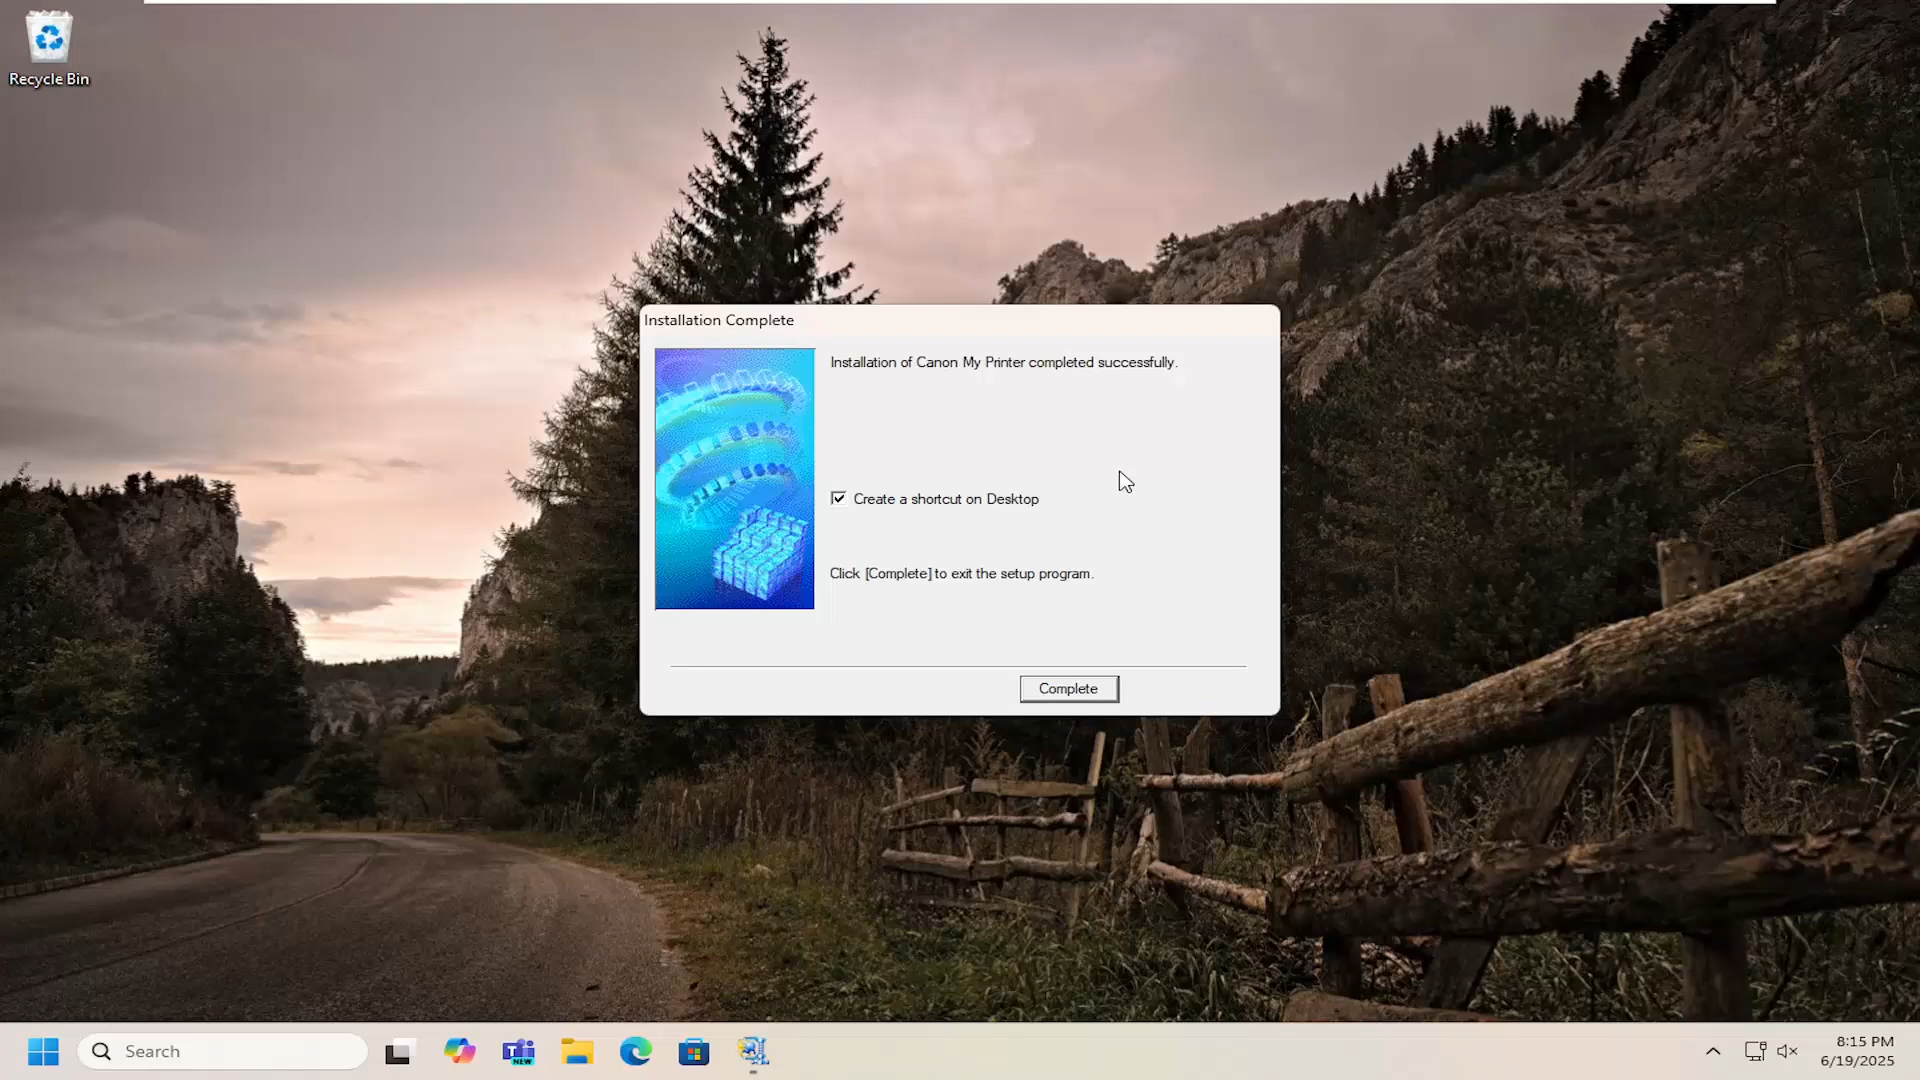 Recycle Bin
Installation Complete
Installation of Canon My Printer completed successfully.
Create a shortcut on Desktop
Click [Complete] to exit the setup program.
Complete
Search
NEW
8:15 PM
6/19/2025